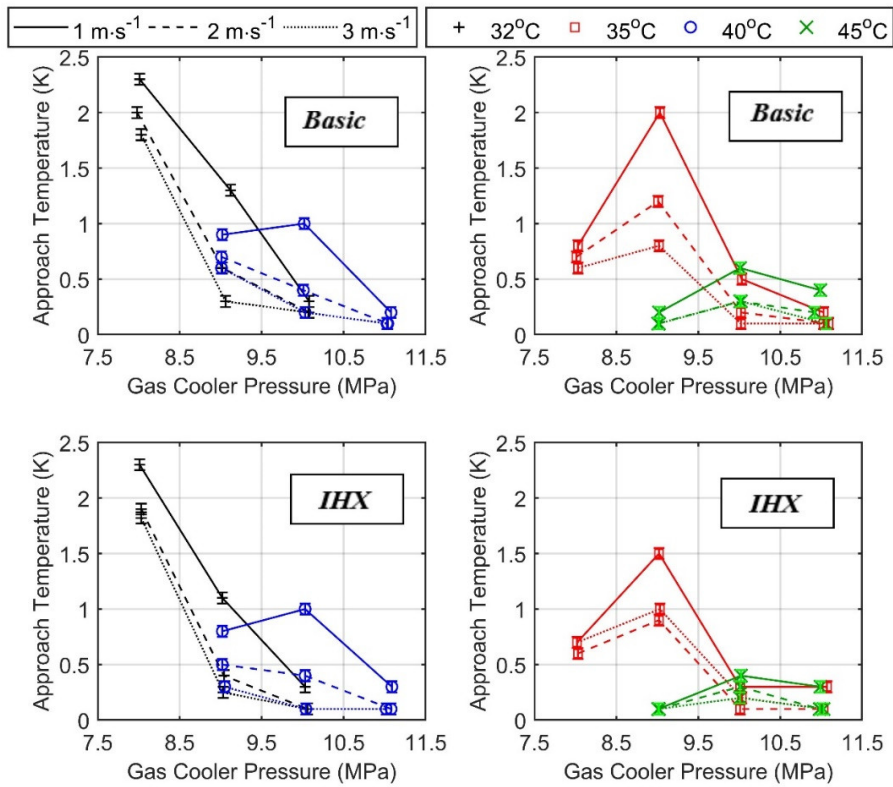 1 m·s⁻¹ 2 m·s⁻¹ 3 m·s⁻¹
32°C 35°C 40°C 45°C
Approach Temperature (K)
2.5
2
1.5
1
0.5
0
Basic
7.5 8.5 9.5 10.5 11.5
Gas Cooler Pressure (MPa)
Approach Temperature (K)
2.5
2
1.5
1
0.5
0
Basic
7.5 8.5 9.5 10.5 11.5
Gas Cooler Pressure (MPa)
Approach Temperature (K)
2.5
2
1.5
1
0.5
0
IHX
7.5 8.5 9.5 10.5 11.5
Gas Cooler Pressure (MPa)
Approach Temperature (K)
2.5
2
1.5
1
0.5
0
IHX
7.5 8.5 9.5 10.5 11.5
Gas Cooler Pressure (MPa)